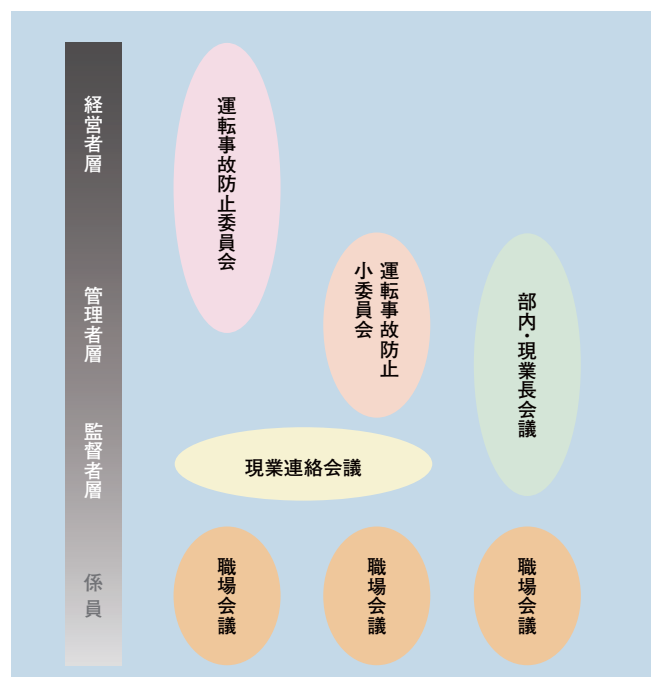 経営者層
管理者層
監督者層
係員
運転事故防止委員会
運転事故防止
小委員会
部内・現業長会議
現業連絡会議
職場会議
職場会議
職場会議